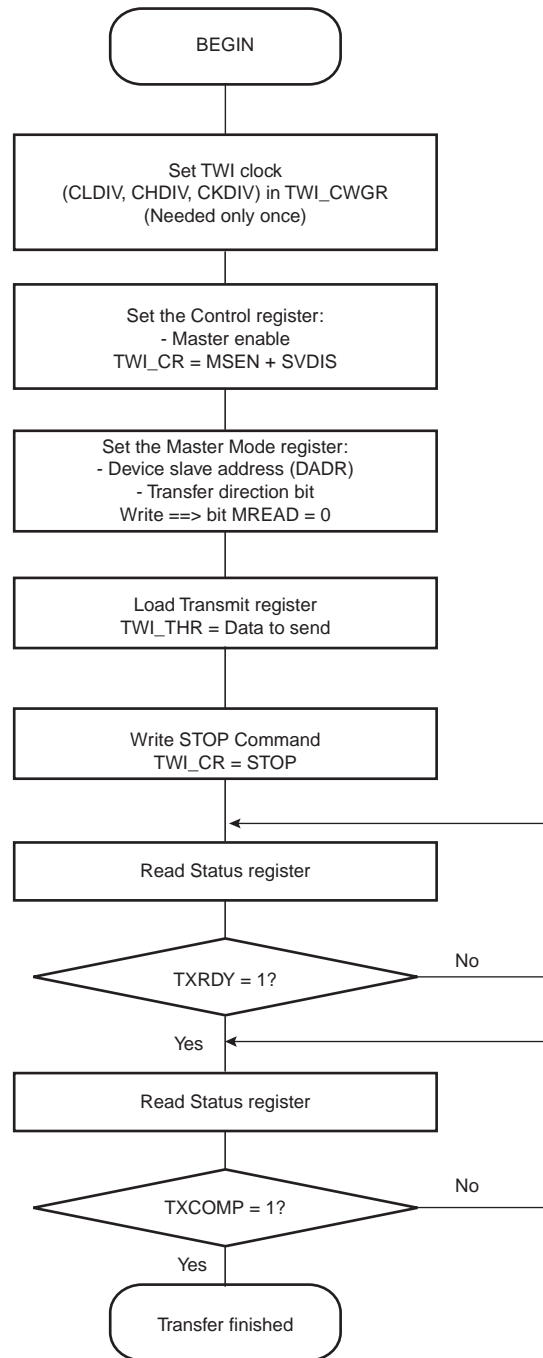 BEGIN
Set TWI clock
(CLDIV, CHDIV, CKDIV) in TWI_CWGR
(Needed only once)
Set the Control register:
- Master enable
TWI_CR = MSEN + SVDIS
Set the Master Mode register:
- Device slave address (DADR)
- Transfer direction bit
Write ==> bit MREAD = 0
Load Transmit register
TWI_THR = Data to send
Write STOP Command
TWI_CR = STOP
Read Status register
No
TXRDY = 1?
Yes
Read Status register
No
TXCOMP = 1?
Yes
Transfer finished